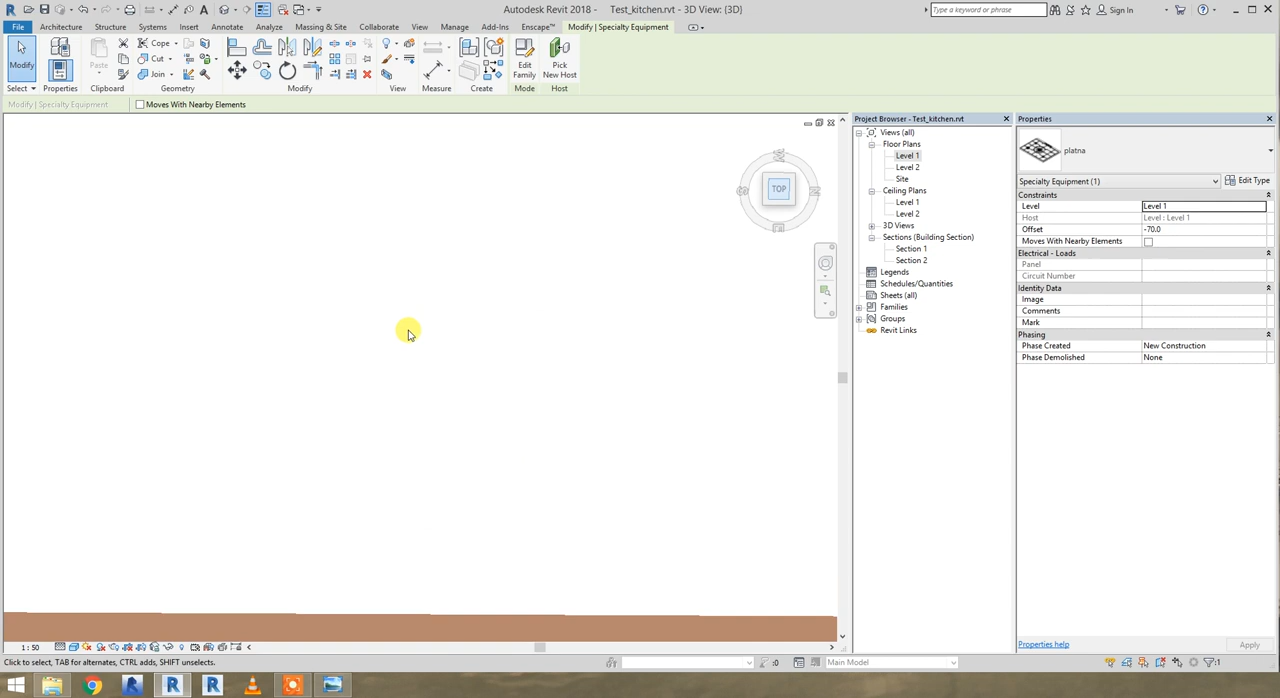 Autodesk Revit 2018 - Test_kitchen.rvt - 3D View: {3D}
Type a keyword or phrase
Sign In
File Architecture Structure Systems Insert Annotate Analyze Massing & Site Collaborate View Manage Add-Ins Enscape™ Modify | Specialty Equipment
Modify
Paste
Cope
Cut
Join
Edit Family
Pick New Host
Select Properties Clipboard Geometry Modify View Measure Create Mode Host
Modify | Specialty Equipment
Moves With Nearby Elements
TOP
Project Browser - Test_kitchen.rvt
Views (all)
Floor Plans
Level 1
Level 2
Site
Ceiling Plans
Level 1
Level 2
3D Views
Sections (Building Section)
Section 1
Section 2
Legends
Schedules/Quantities
Sheets (all)
Families
Groups
Revit Links
Properties
platna
Specialty Equipment (1) Edit Type
Constraints
Level Level 1
Host Level : Level 1
Offset -70.0
Moves With Nearby Elements
Electrical - Loads
Panel
Circuit Number
Identity Data
Image
Comments
Mark
Phasing
Phase Created New Construction
Phase Demolished None
Properties help Apply
1 : 50
Click to select, TAB for alternates, CTRL adds, SHIFT unselects.
:0
Main Model
:1